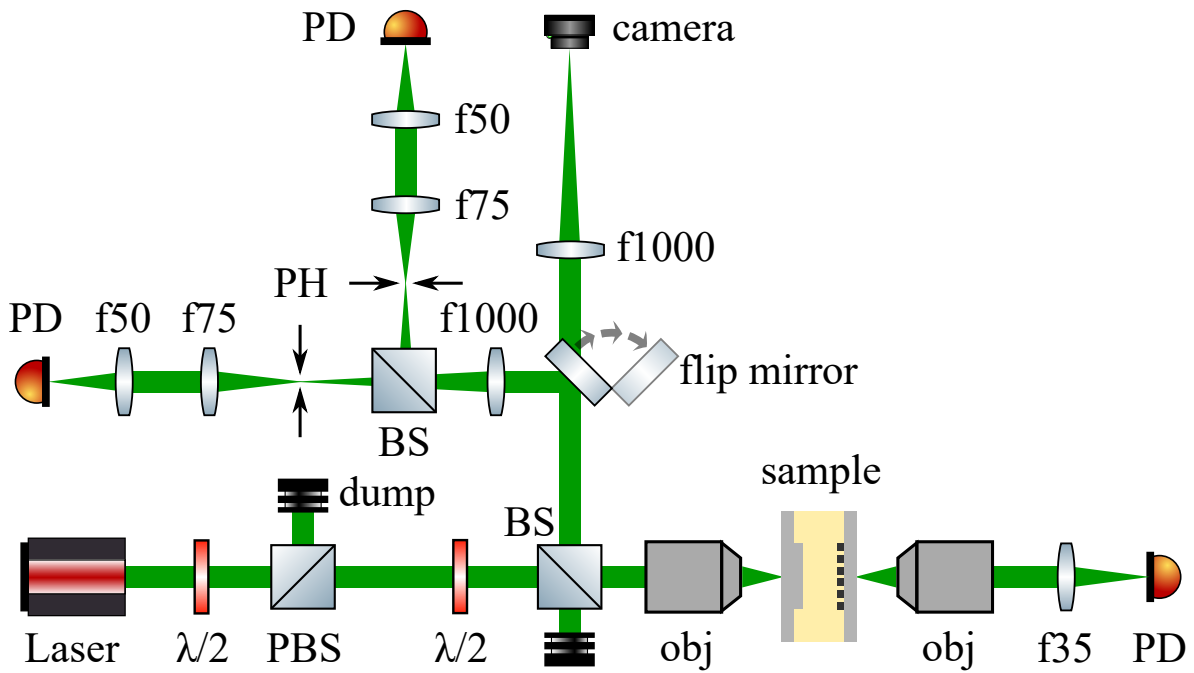 PD
camera
f50
f75
f1000
PH
PD
f50
f75
f1000
flip mirror
BS
dump
BS
sample
Laser
λ/2
PBS
λ/2
obj
obj
f35
PD